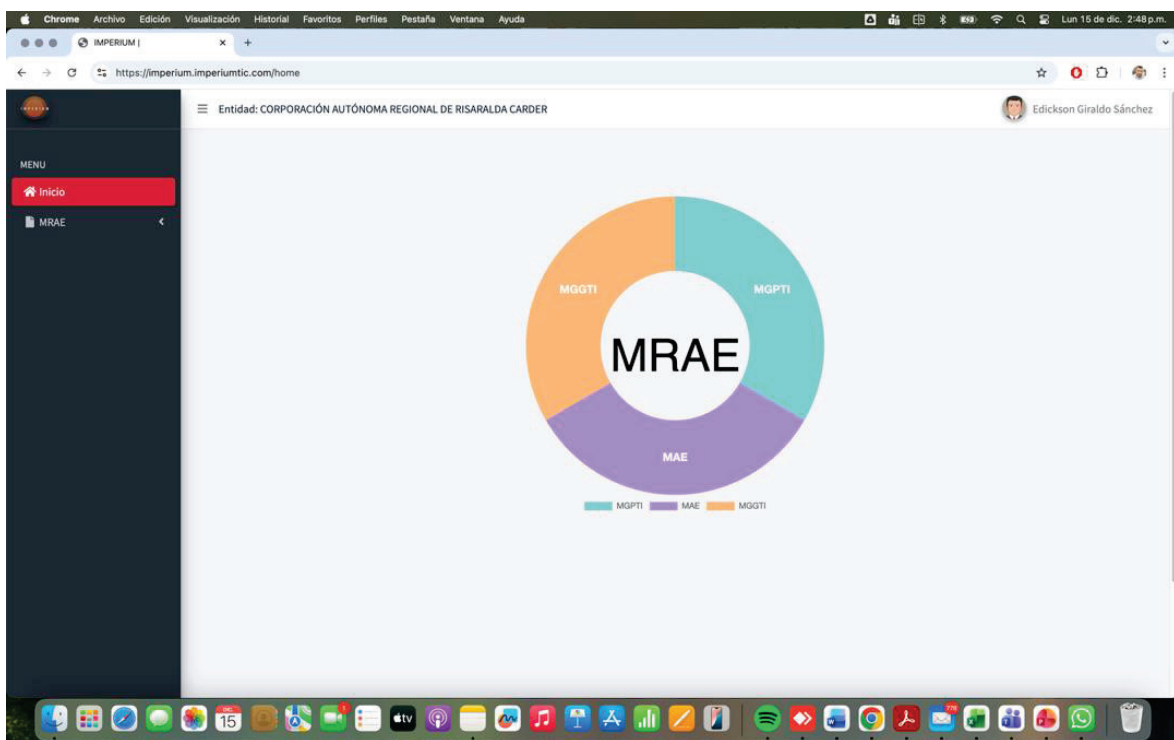 Chrome Archivo Edición Visualización Historial Favoritos Perfiles Pestaña Ventana Ayuda Lun 15 de dic. 2:48 p.m.
IMPERIUM |
https://imperium.imperiumtic.com/home
Entidad: CORPORACIÓN AUTÓNOMA REGIONAL DE RISARALDA CARDER Edickson Giraldo Sánchez
MENU
Inicio
MRAE
MGGTI MGPTI
MRAE
MAE
MGPTI MAE MGGTI
DIC.
15
tv